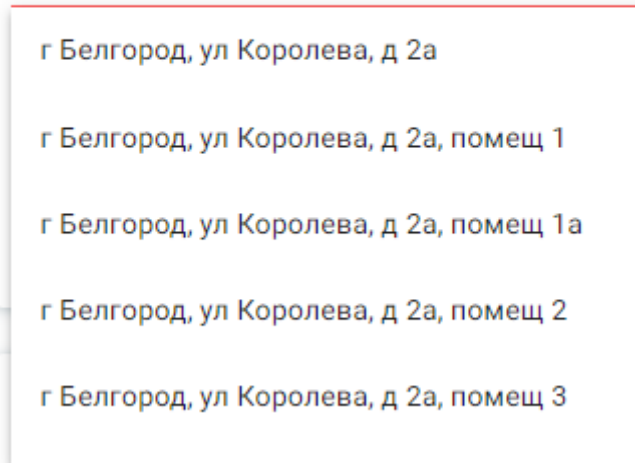 г Белгород, ул Королева, д 2а
г Белгород, ул Королева, д 2а, помещ 1
г Белгород, ул Королева, д 2а, помещ 1а
г Белгород, ул Королева, д 2а, помещ 2
г Белгород, ул Королева, д 2а, помещ 3